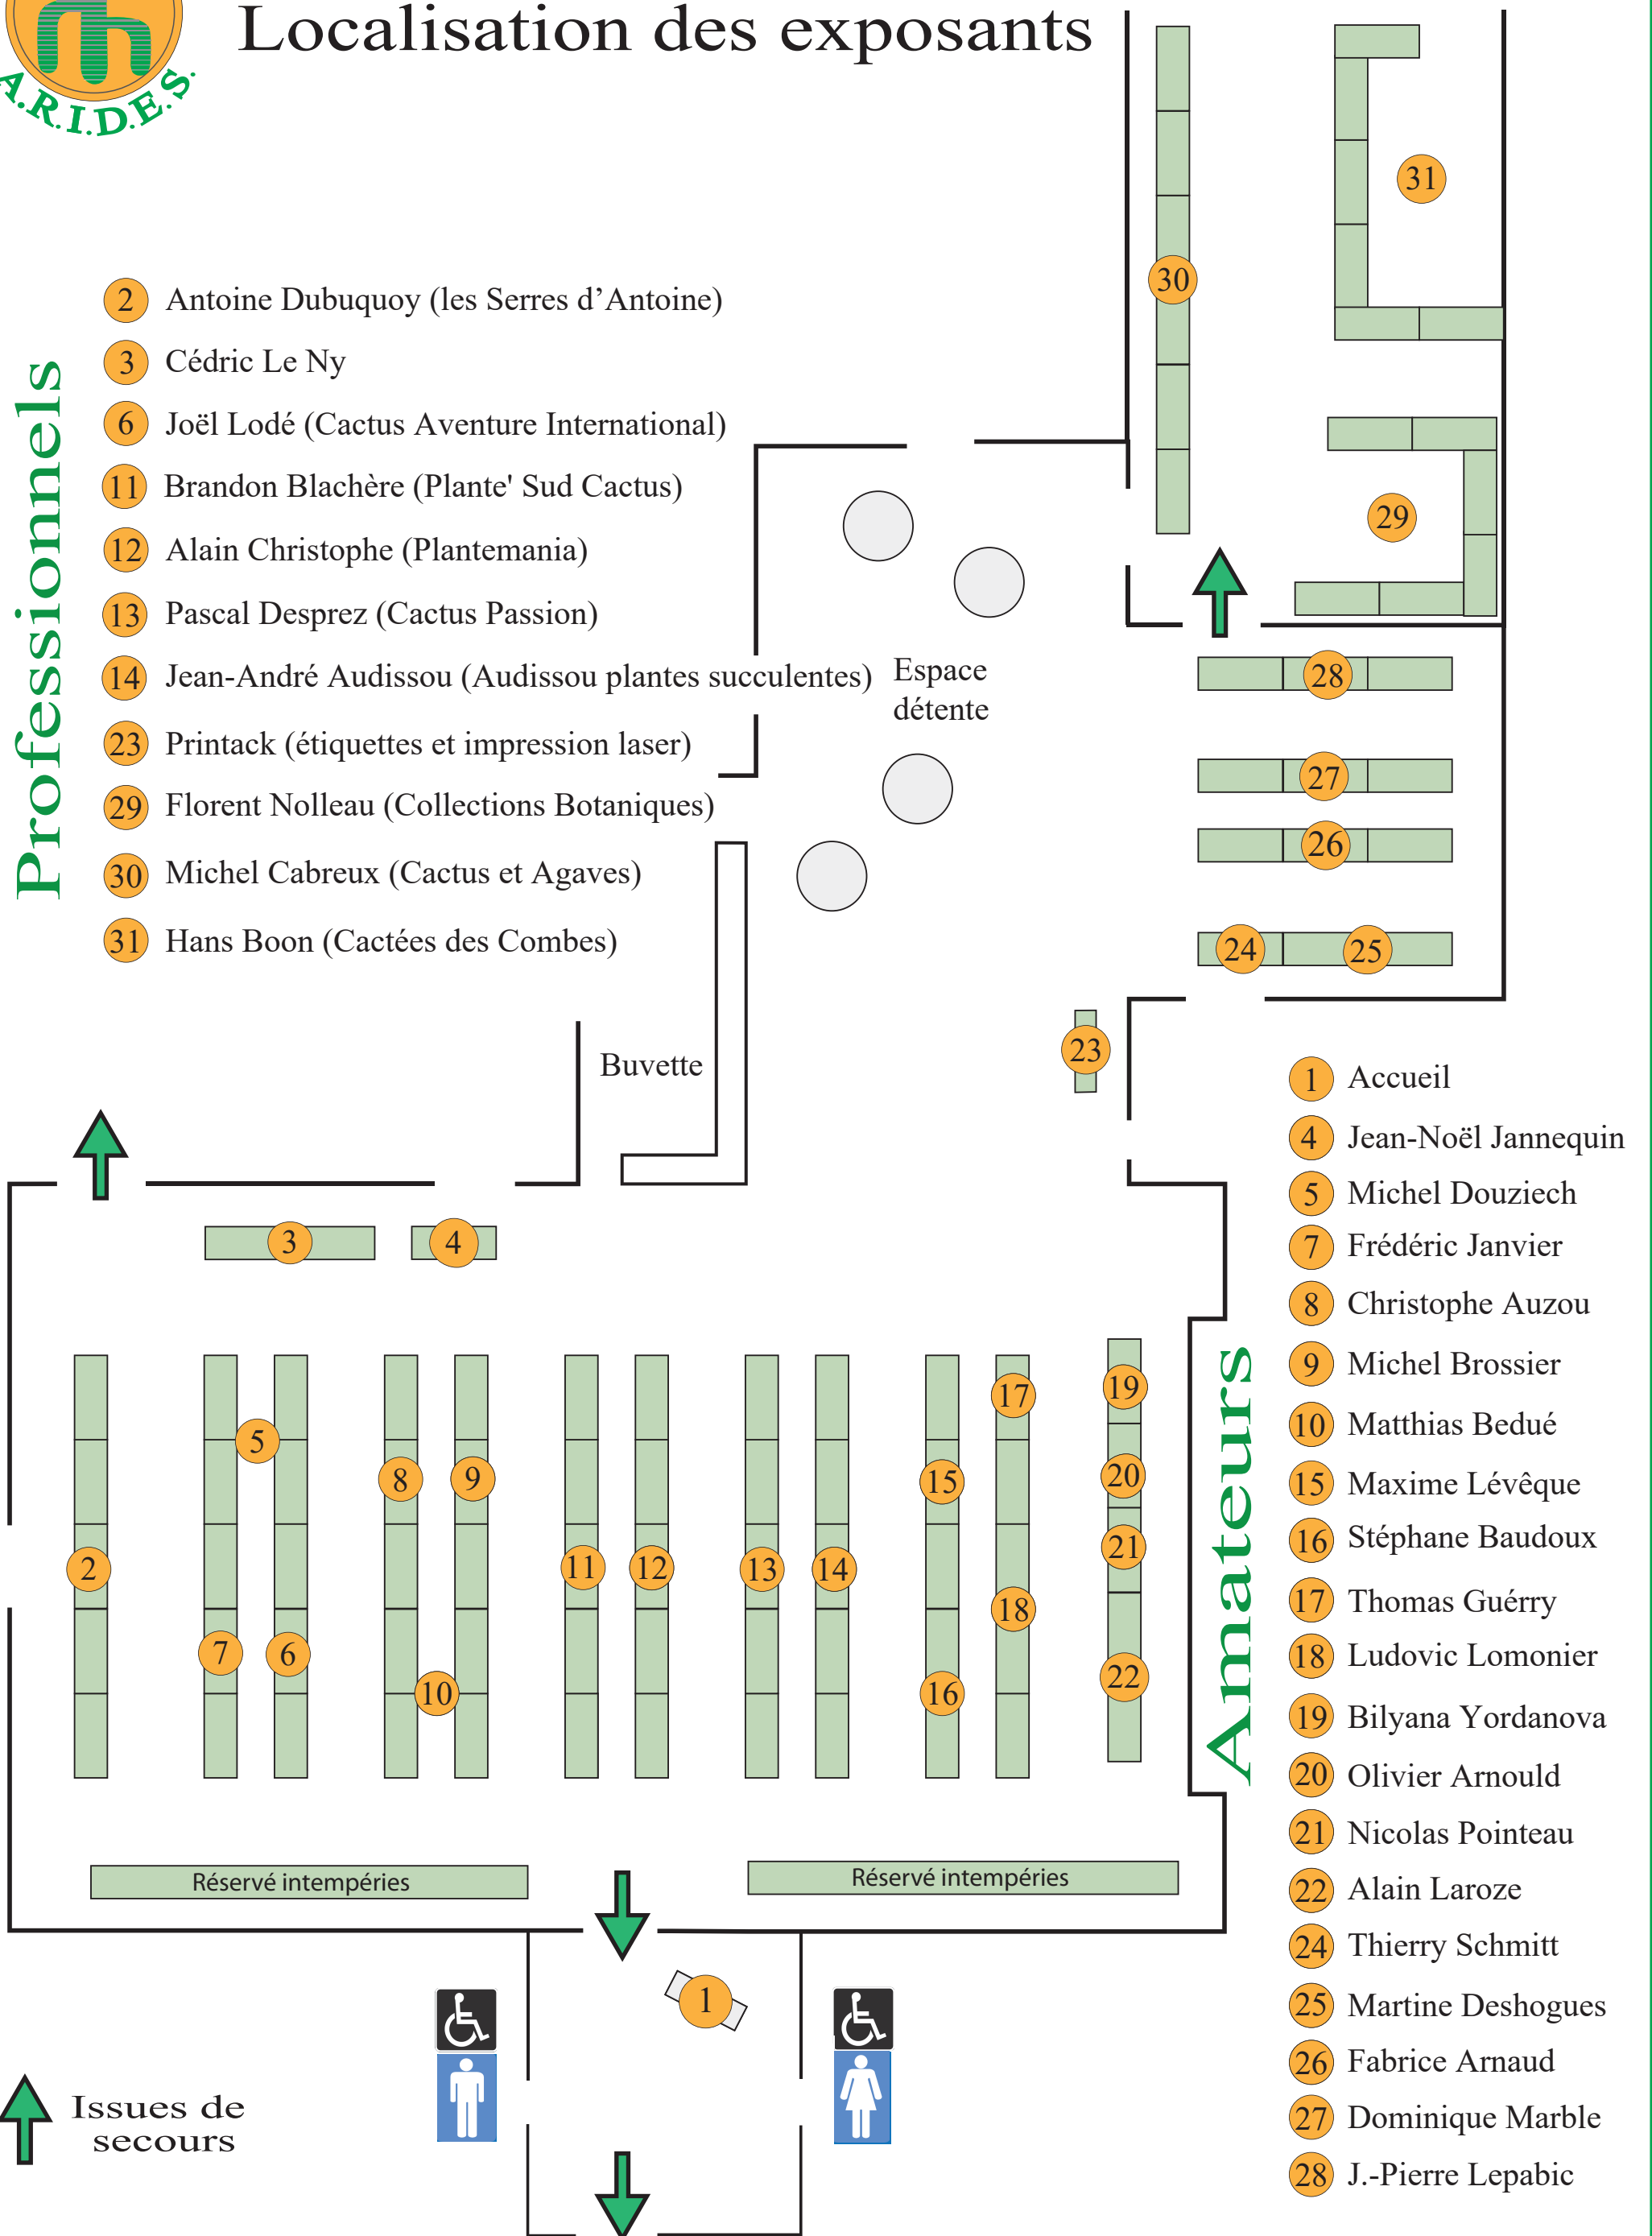 A.R.I.D.E.S.
Localisation des exposants
Professionnels
2 Antoine Dubuquoy (les Serres d’Antoine)
3 Cédric Le Ny
6 Joël Lodé (Cactus Aventure International)
11 Brandon Blachère (Plante' Sud Cactus)
12 Alain Christophe (Plantemania)
13 Pascal Desprez (Cactus Passion)
14 Jean-André Audissou (Audissou plantes succulentes)
23 Printack (étiquettes et impression laser)
29 Florent Nolleau (Collections Botaniques)
30 Michel Cabreux (Cactus et Agaves)
31 Hans Boon (Cactées des Combes)
31
30
29
28
Espace
détente
27
26
24 25
23
Buvette
Amateurs
1 Accueil
4 Jean-Noël Jannequin
5 Michel Douziech
7 Frédéric Janvier
8 Christophe Auzou
9 Michel Brossier
10 Matthias Bedué
15 Maxime Lévêque
16 Stéphane Baudoux
17 Thomas Guérry
18 Ludovic Lomonier
19 Bilyana Yordanova
20 Olivier Arnould
21 Nicolas Pointeau
22 Alain Laroze
24 Thierry Schmitt
25 Martine Deshogues
26 Fabrice Arnaud
27 Dominique Marble
28 J.-Pierre Lepabic
3 4
17 19
5 8 9 15 20
2 11 12 13 14 21
18
7 6 22
10 16
Réservé intempéries
Réservé intempéries
1
Issues de
secours